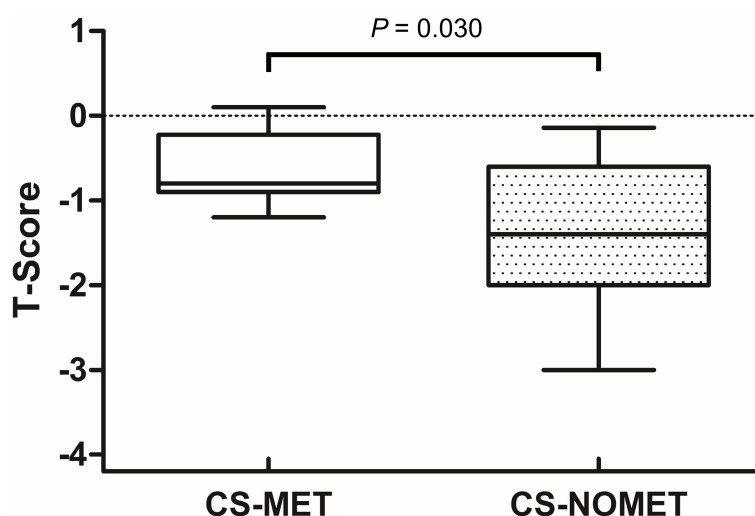 P = 0.030
1
0
-1
-2
-3
-4
T-Score
CS-MET
CS-NOMET